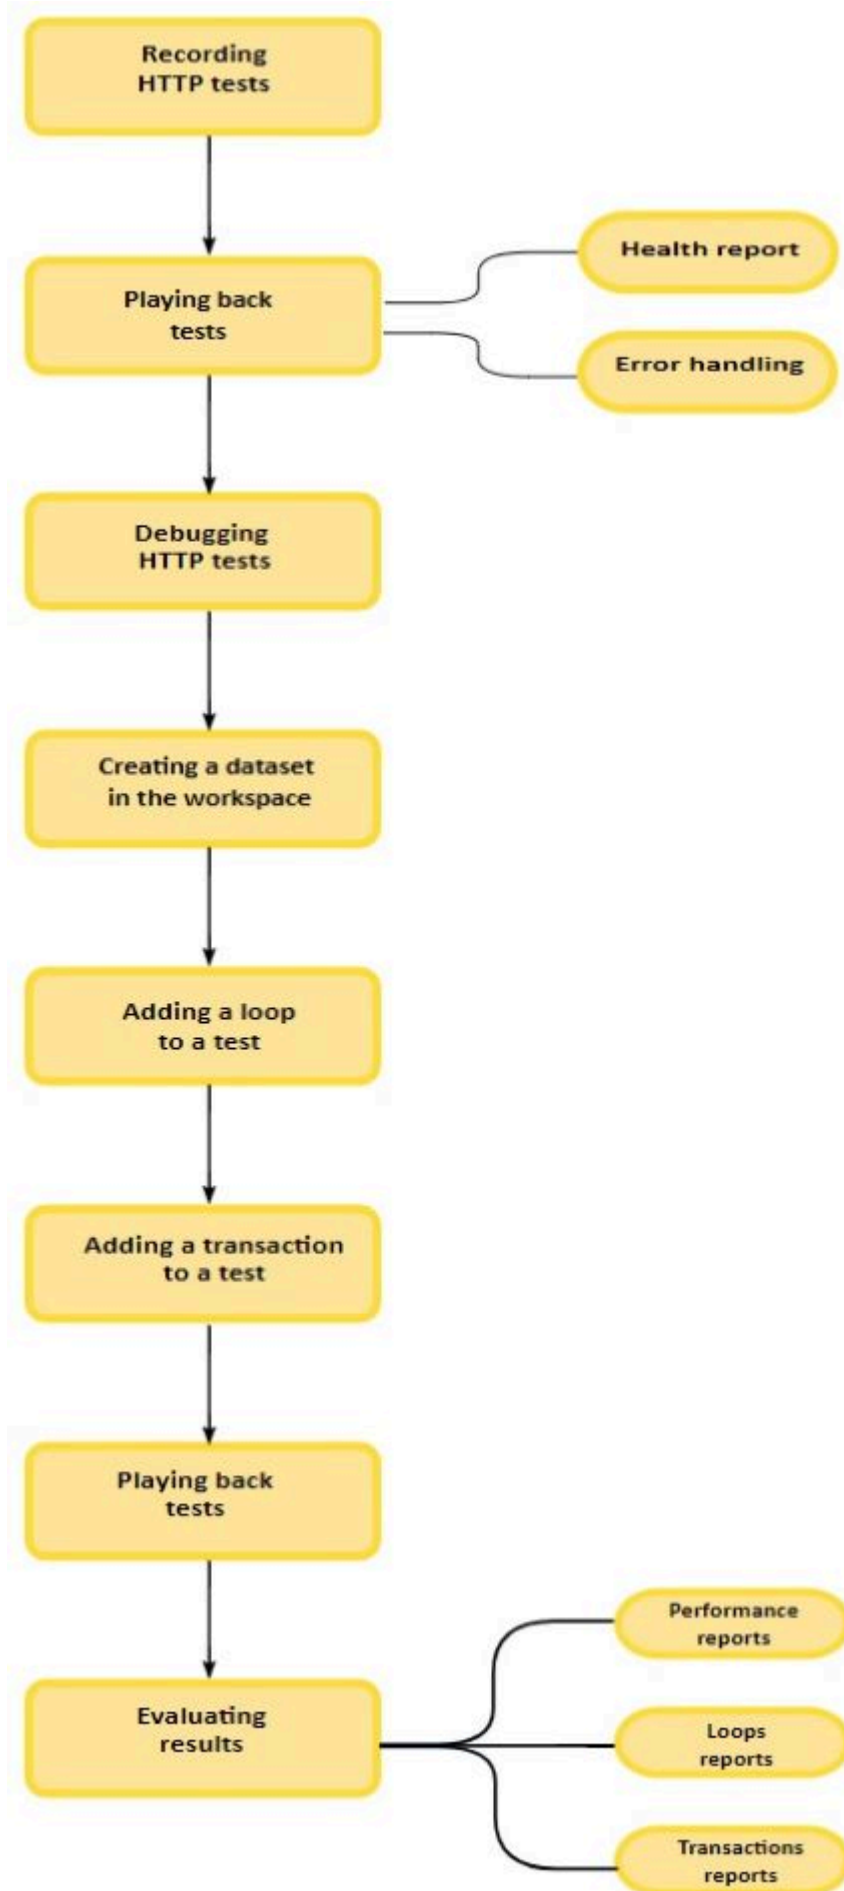 Recording
HTTP tests
Playing back
tests
Health report
Error handling
Debugging
HTTP tests
Creating a dataset
in the workspace
Adding a loop
to a test
Adding a transaction
to a test
Playing back
tests
Evaluating
results
Performance
reports
Loops
reports
Transactions
reports